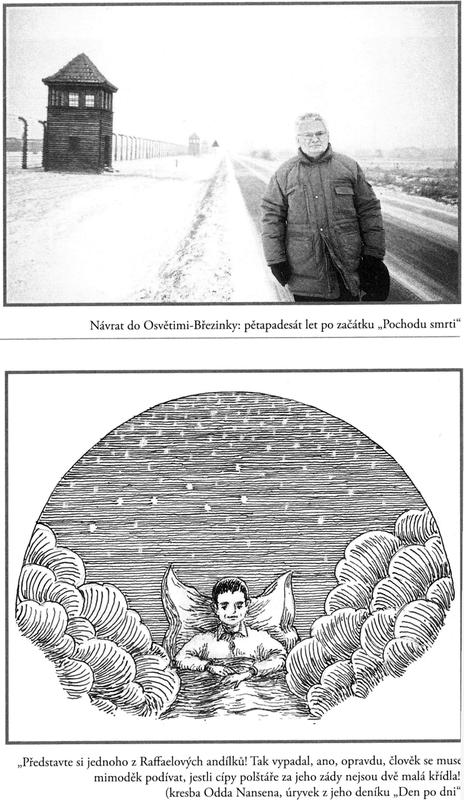 Návrat do Osvětimi-Březinky: pětapadesát let po začátku „Pochodu smrti“
„Představte si jednoho z Raffaelových andílků! Tak vypadal, ano, opravdu, člověk se muse
mimoděk podívat, jestli cípy polštáře za jeho zády nejsou dvě malá křídla!
(kresba Odda Nansena, úryvek z jeho deníku „Den po dni“